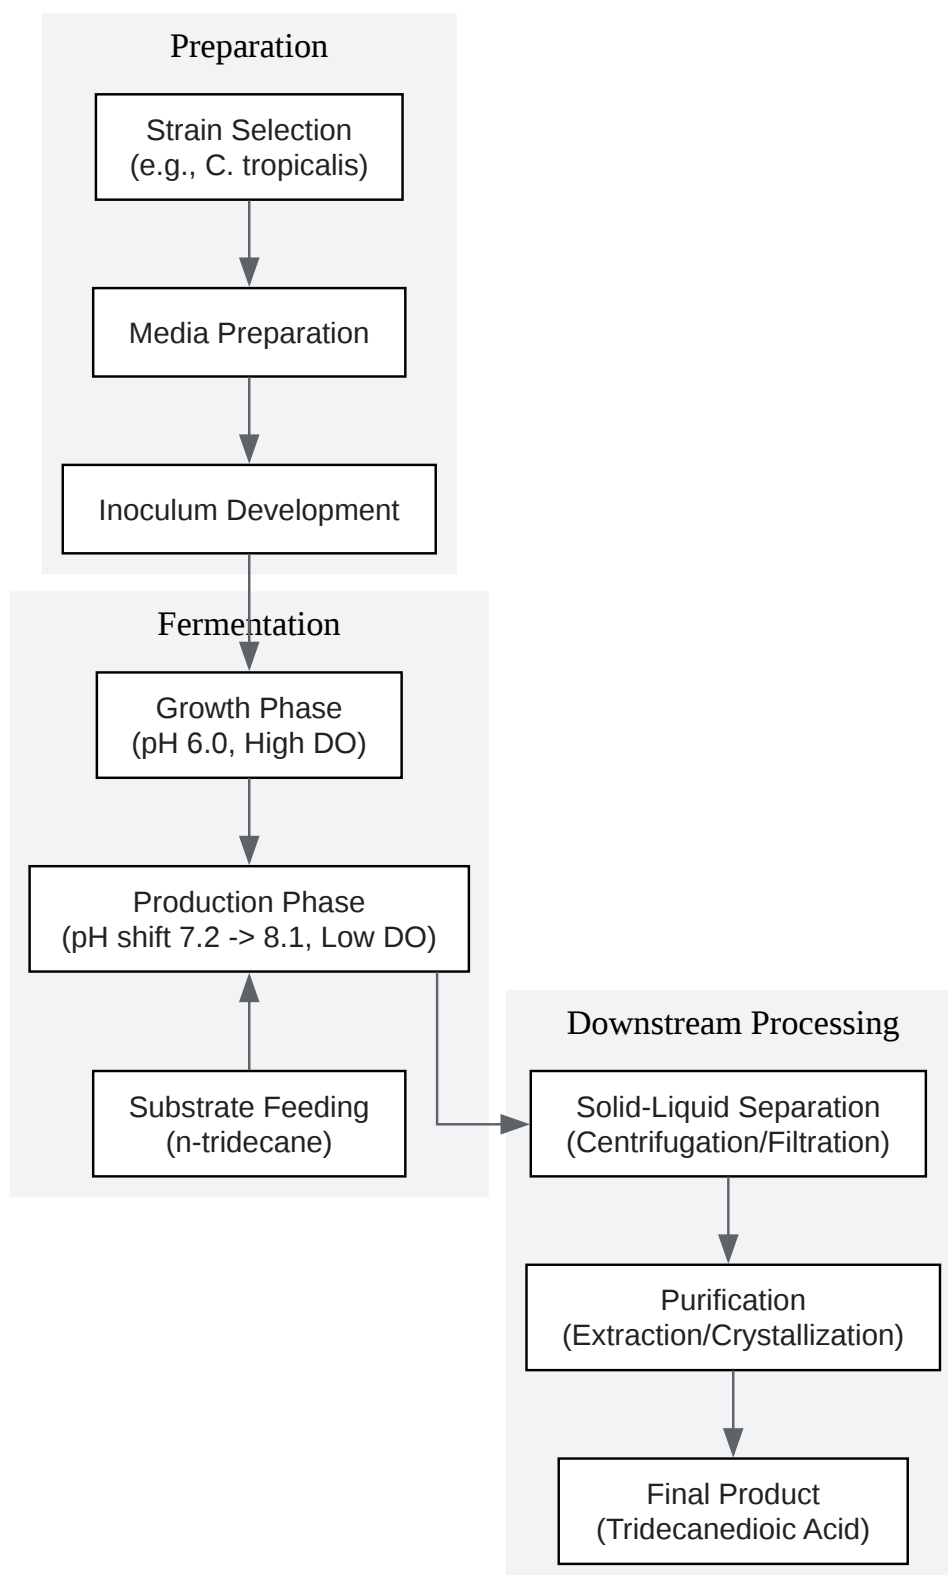 Preparation
Strain Selection
(e.g., C. tropicalis)
Media Preparation
Inoculum Development
Fermentation
Growth Phase
(pH 6.0, High DO)
Production Phase
(pH shift 7.2 -> 8.1, Low DO)
Substrate Feeding
(n-tridecane)
Downstream Processing
Solid-Liquid Separation
(Centrifugation/Filtration)
Purification
(Extraction/Crystallization)
Final Product
(Tridecanedioic Acid)